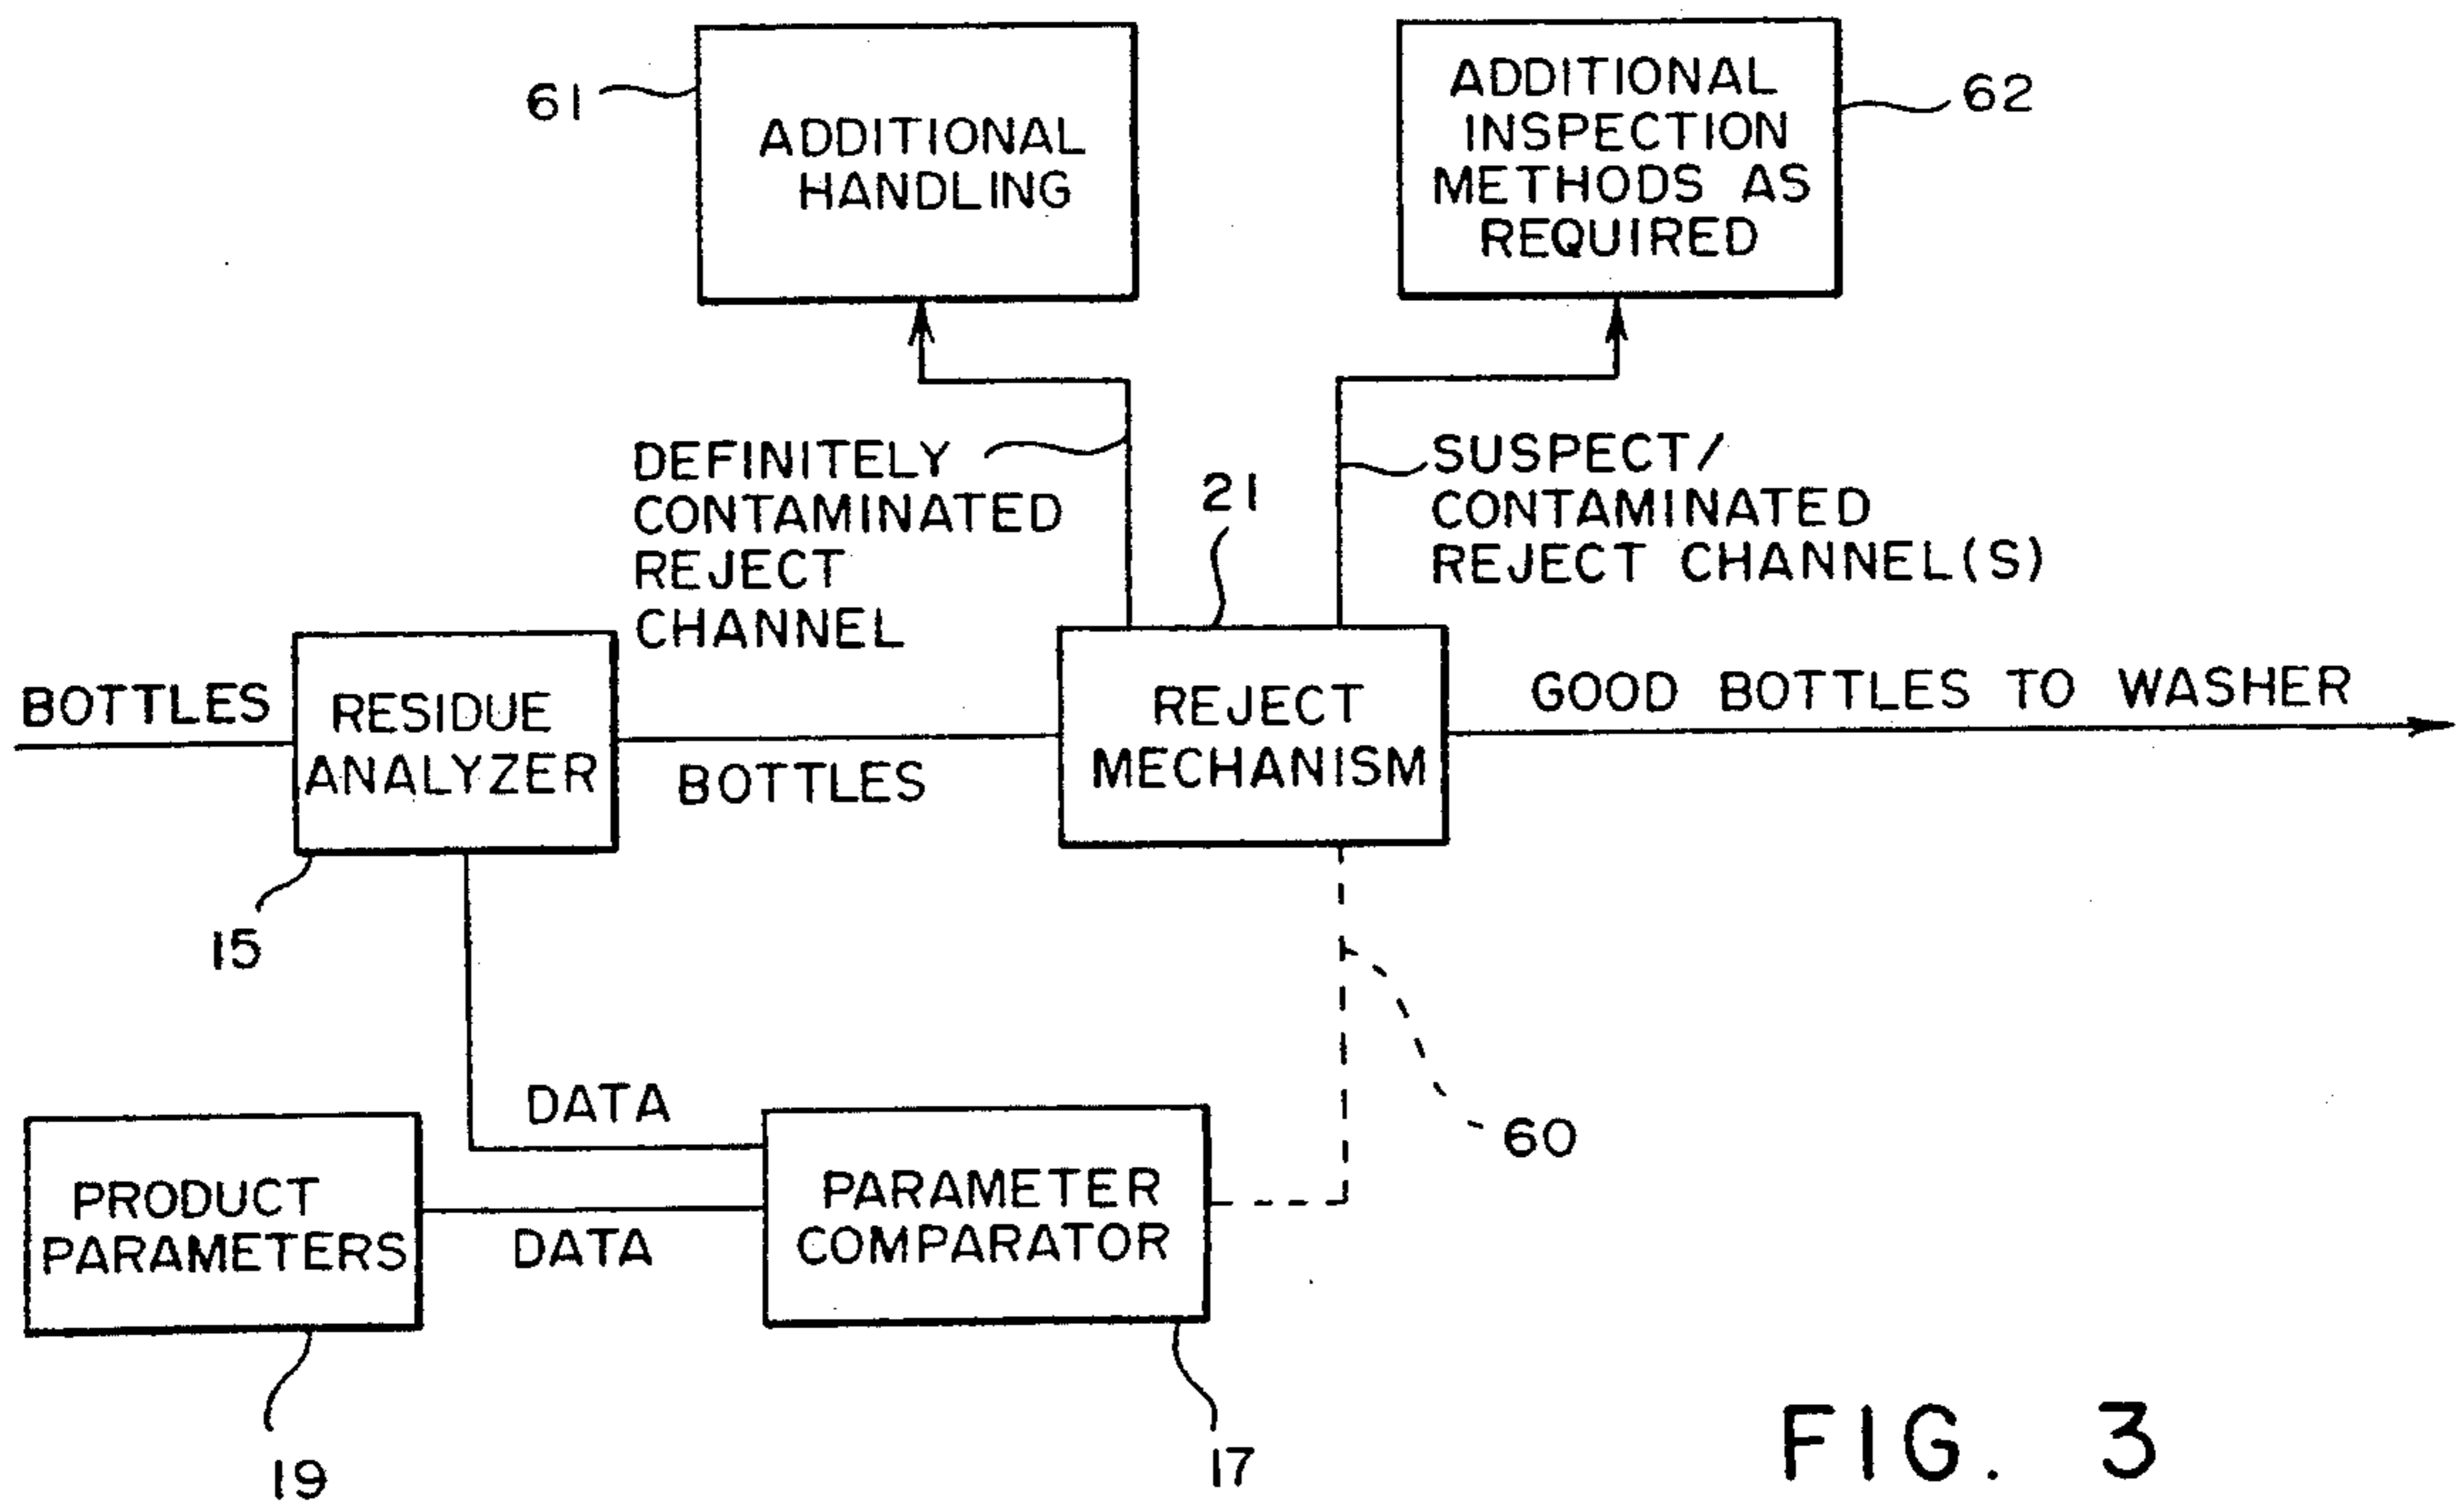 61
ADDITIONAL
HANDLING
ADDITIONAL
INSPECTION
METHODS AS
REQUIRED
62
DEFINITELY
CONTAMINATED
REJECT
CHANNEL
21
SUSPECT/
CONTAMINATED
REJECT CHANNEL(S)
BOTTLES
RESIDUE
ANALYZER
BOTTLES
REJECT
MECHANISM
GOOD BOTTLES TO WASHER
15
DATA
60
PRODUCT
PARAMETERS
DATA
PARAMETER
COMPARATOR
19
17
FIG. 3